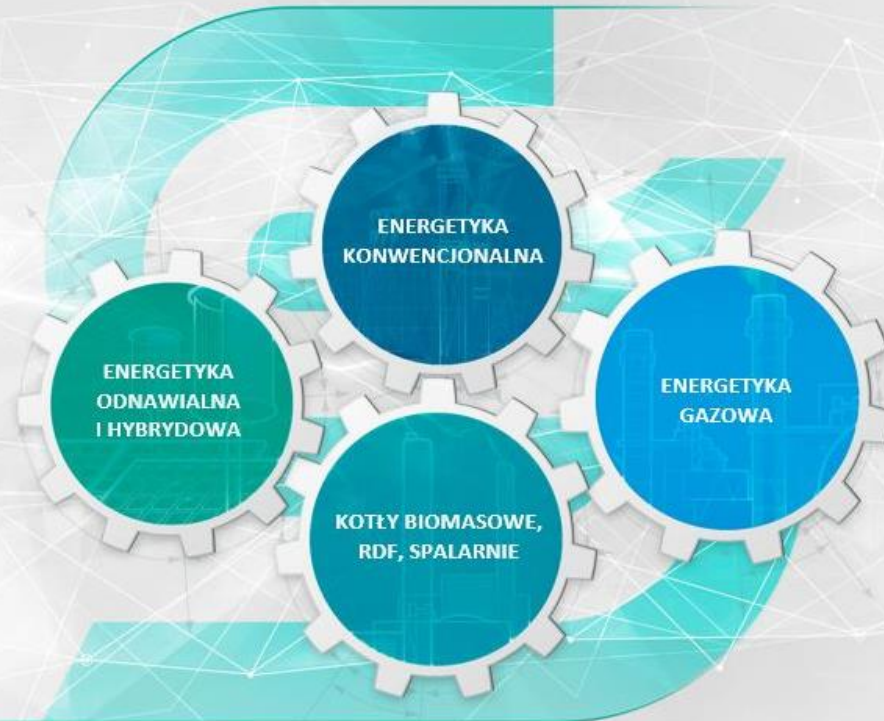 ENERGETYKA
KONWENCJONALNA
ENERGETYKA
ODNAWIALNA
I HYBRYDOWA
ENERGETYKA
GAZOWA
KOTŁY BIOMASOWE,
RDF, SPALARNIE